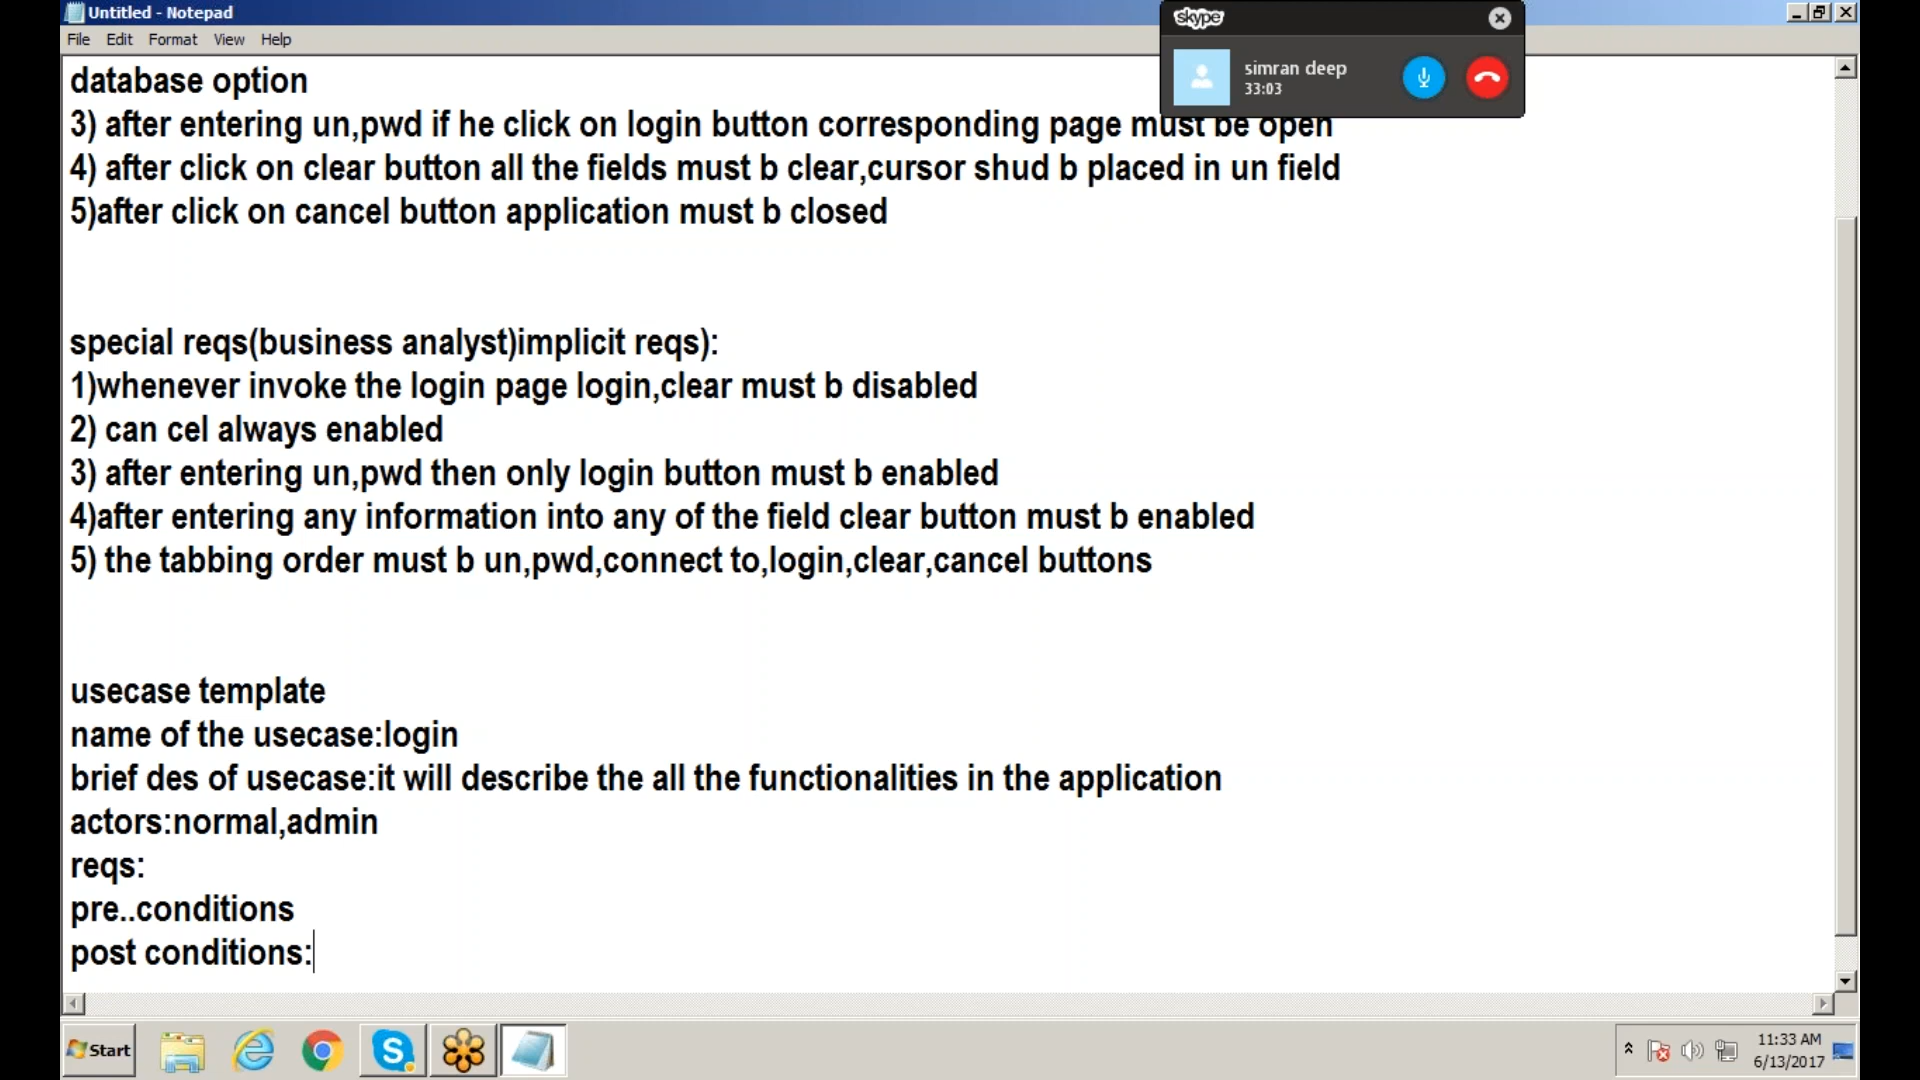 Untitled - Notepad
File Edit Format View Help
skype
simran deep
33:03
database option
3) after entering un,pwd if he click on login button corresponding page must be open
4) after click on clear button all the fields must b clear,cursor shud b placed in un field
5)after click on cancel button application must b closed
special reqs(business analyst)implicit reqs):
1)whenever invoke the login page login,clear must b disabled
2) can cel always enabled
3) after entering un,pwd then only login button must b enabled
4)after entering any information into any of the field clear button must b enabled
5) the tabbing order must b un,pwd,connect to,login,clear,cancel buttons
usecase template
name of the usecase:login
brief des of usecase:it will describe the all the functionalities in the application
actors:normal,admin
reqs:
pre..conditions
post conditions:
Start
11:33 AM
6/13/2017